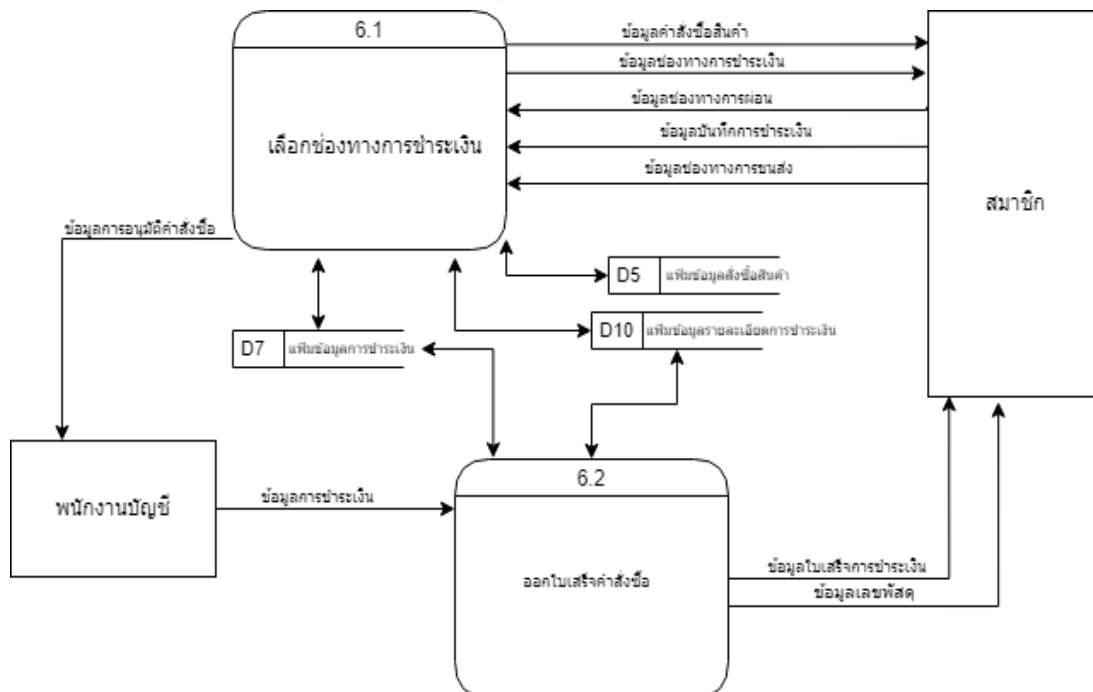 6.1
ข้อมูลคำสั่งซื้อสินค้า
ข้อมูลช่องทางการชำระเงิน
ข้อมูลช่องทางการผ่อน
ข้อมูลบันทึกการชำระเงิน
เลือกช่องทางการชำระเงิน
ข้อมูลช่องทางการขนส่ง
สมาชิก
ข้อมูลการอนุมัติคำสั่งซื้อ
D5 แฟ้มข้อมูลสั่งซื้อสินค้า
D10 แฟ้มข้อมูลรายละเอียดการชำระเงิน
D7 แฟ้มข้อมูลการชำระเงิน
6.2
ข้อมูลการชำระเงิน
พนักงานบัญชี
ข้อมูลใบเสร็จการชำระเงิน
ออกใบเสร็จคำสั่งซื้อ
ข้อมูลเลขพัสดุ